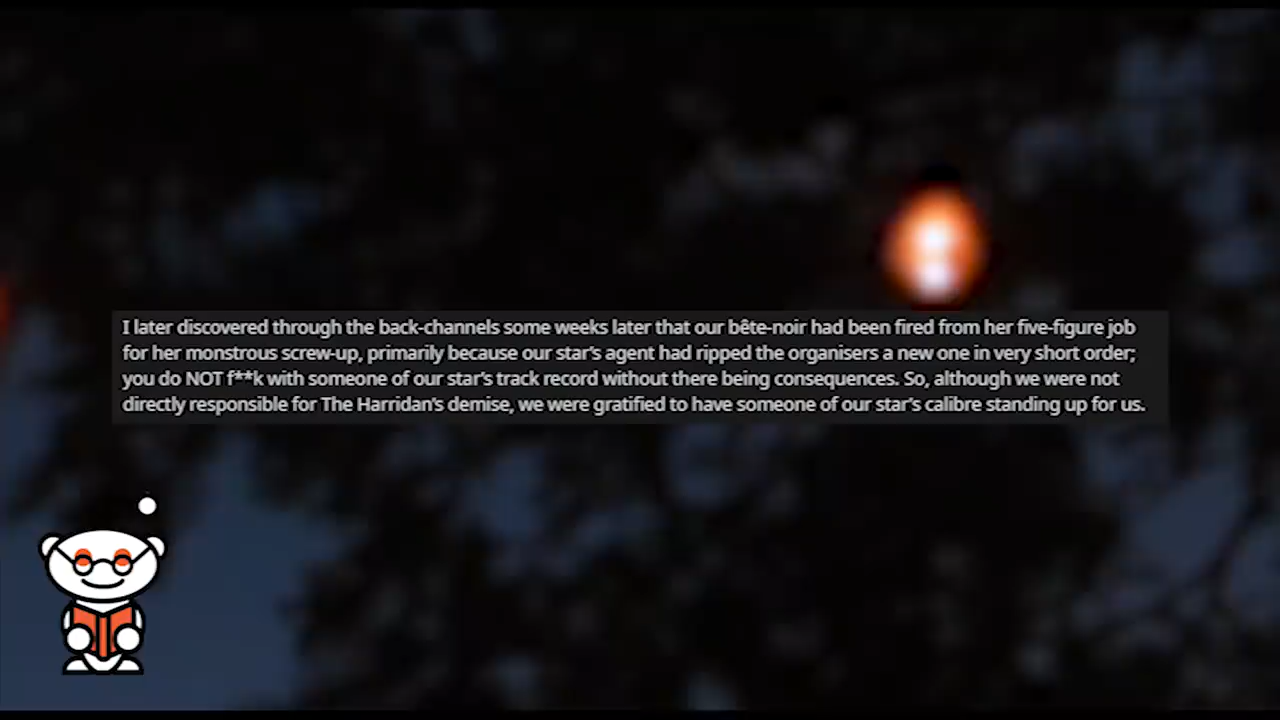 I later discovered through the back-channels some weeks later that our bête-noir had been fired from her five-figure job
for her monstrous screw-up, primarily because our star's agent had ripped the organisers a new one in very short order;
you do NOT f**k with someone of our star's track record without there being consequences. So, although we were not
directly responsible for The Harridan's demise, we were gratified to have someone of our star's calibre standing up for us.